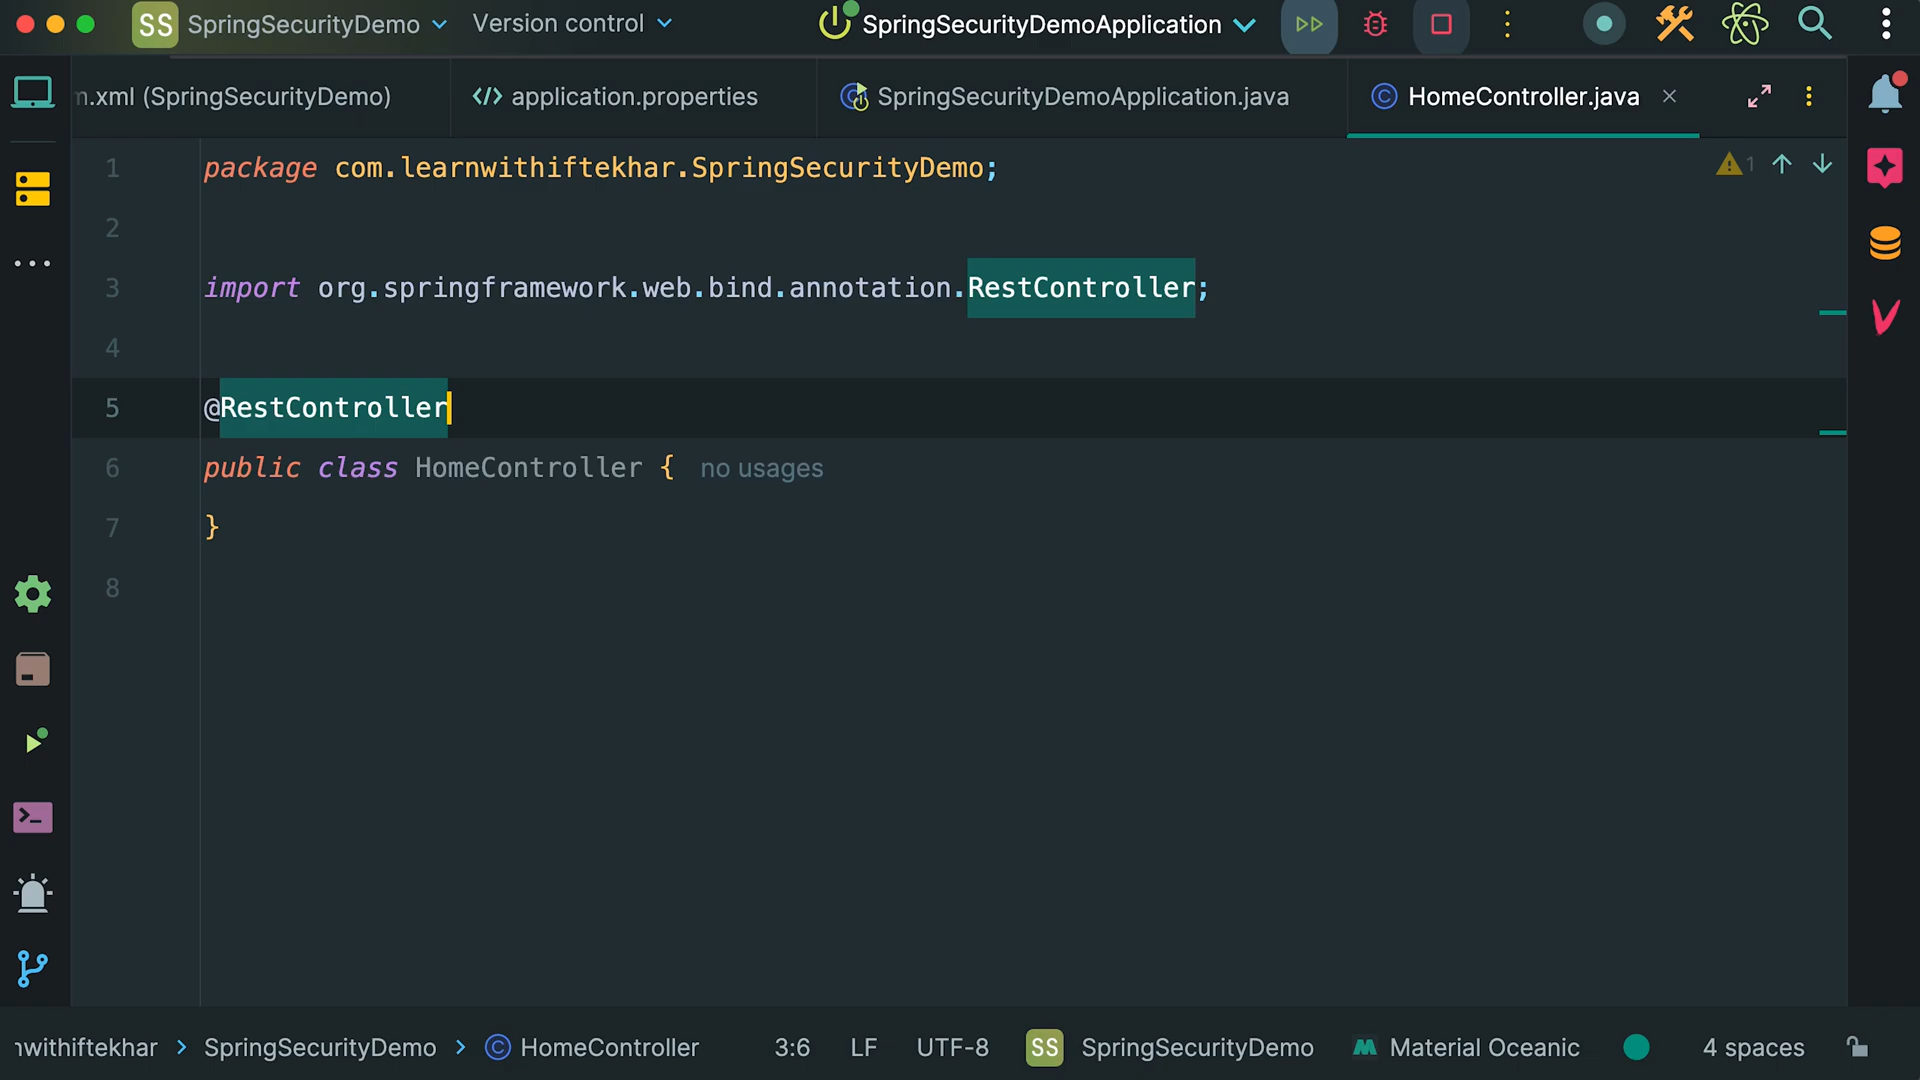 SS SpringSecurityDemo Version control SpringSecurityDemoApplication
n.xml (SpringSecurityDemo) </> application.properties SpringSecurityDemoApplication.java © HomeController.java ×
1 package com.learnwithiftekhar.SpringSecurityDemo; 1
2
3 import org.springframework.web.bind.annotation.RestController;
4
5 @RestController
6 public class HomeController { no usages
7 }
8
nwithiftekhar > SpringSecurityDemo > © HomeController 3:6 LF UTF-8 SS SpringSecurityDemo Material Oceanic 4 spaces